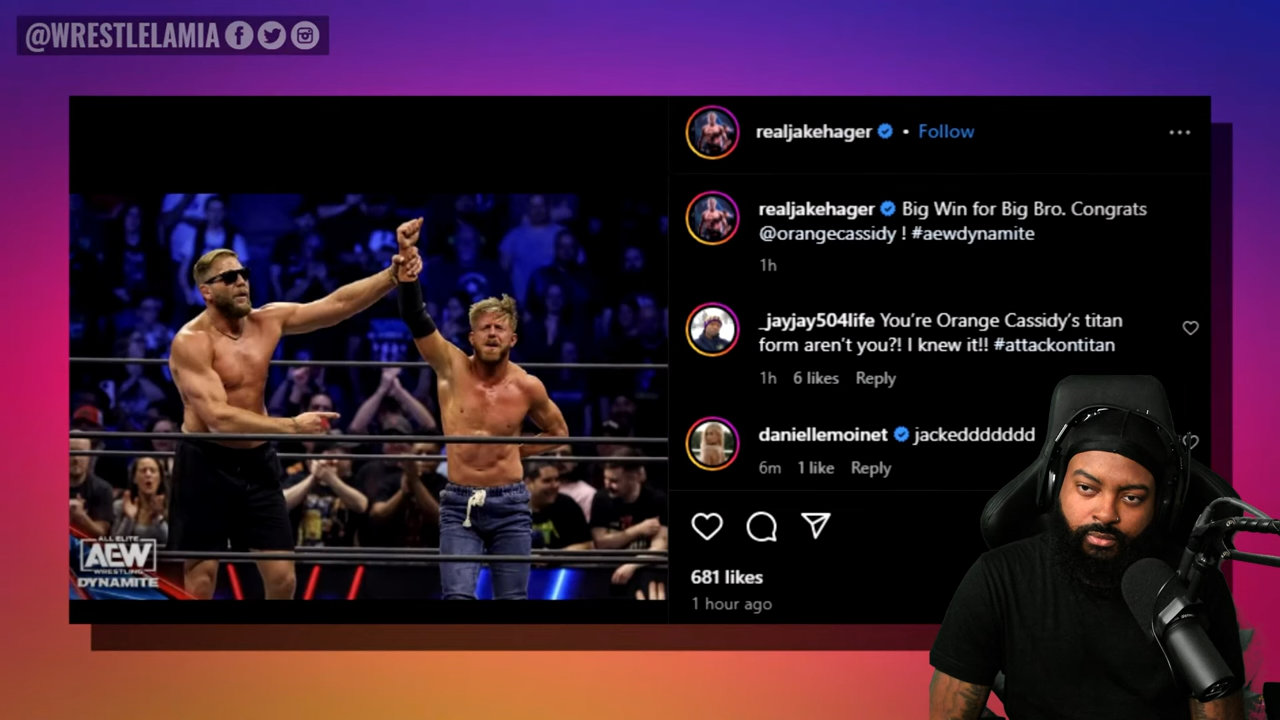 @WRESTLELAMIA
realjakehager • Follow
realjakehager Big Win for Big Bro. Congrats
@orangecassidy ! #aewdynamite
1h
_jayjay504life You're Orange Cassidy's titan
form aren't you?! I knew it!! #attackontitan
1h 6 likes Reply
daniellemoinet jackeddddddd
6m 1 like Reply
681 likes
1 hour ago
ALL ELITE
AEW
WRESTLING
DYNAMITE